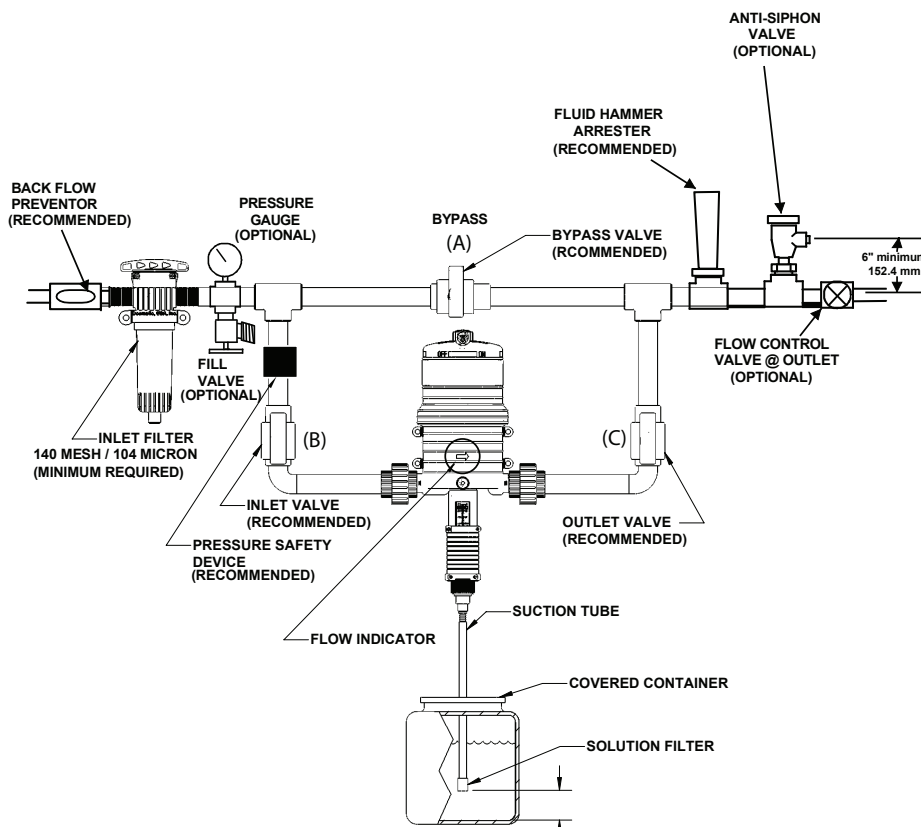 ANTI-SIPHON
VALVE
(OPTIONAL)
FLUID HAMMER
ARRESTER
(RECOMMENDED)
BACK FLOW
PREVENTOR
(RECOMMENDED)
PRESSURE
GAUGE
(OPTIONAL)
BYPASS
(A)
BYPASS VALVE
(RCOMMENDED)
6" minimum
152.4 mm
FLOW CONTROL
VALVE @ OUTLET
(OPTIONAL)
FILL
VALVE
(OPTIONAL)
OFF ON
INLET FILTER
140 MESH / 104 MICRON
(MINIMUM REQUIRED)
(B)
(C)
INLET VALVE
(RECOMMENDED)
OUTLET VALVE
(RECOMMENDED)
PRESSURE SAFETY
DEVICE
(RECOMMENDED)
FLOW INDICATOR
SUCTION TUBE
COVERED CONTAINER
SOLUTION FILTER